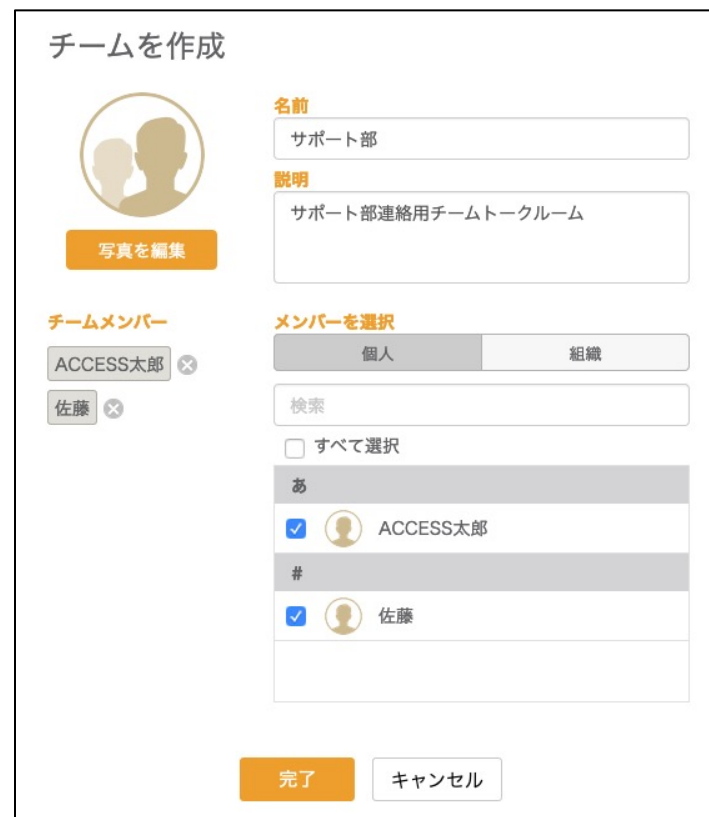 チームを作成
名前
サポート部
写真を編集
説明
サポート部連絡用チームトークルーム
チームメンバー
ACCESS太郎
佐藤
メンバーを選択
個人 組織
検索
すべて選択
あ
ACCESS太郎
#
佐藤
完了 キャンセル